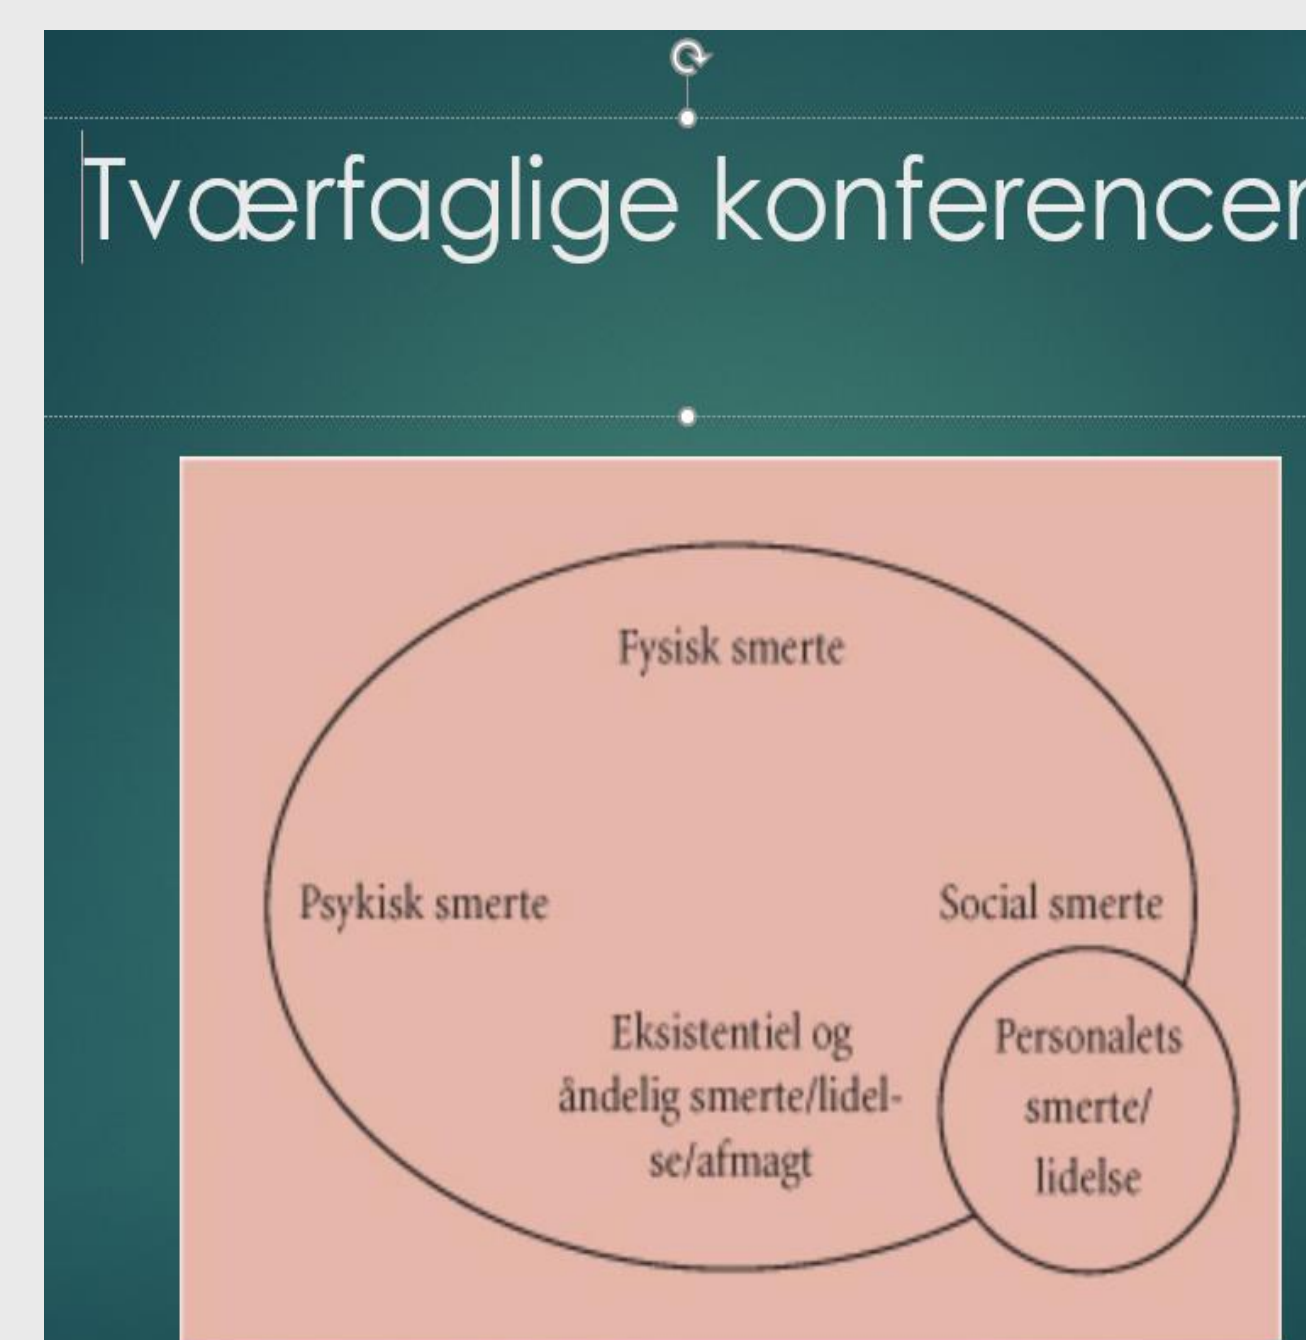 Tværfaglige konferencer
Fysisk smerte
Psykisk smerte
Social smerte
Eksistentiel og
åndelig smerte/lidel-
se/afmagt
Personalets
smerte/
lidelse